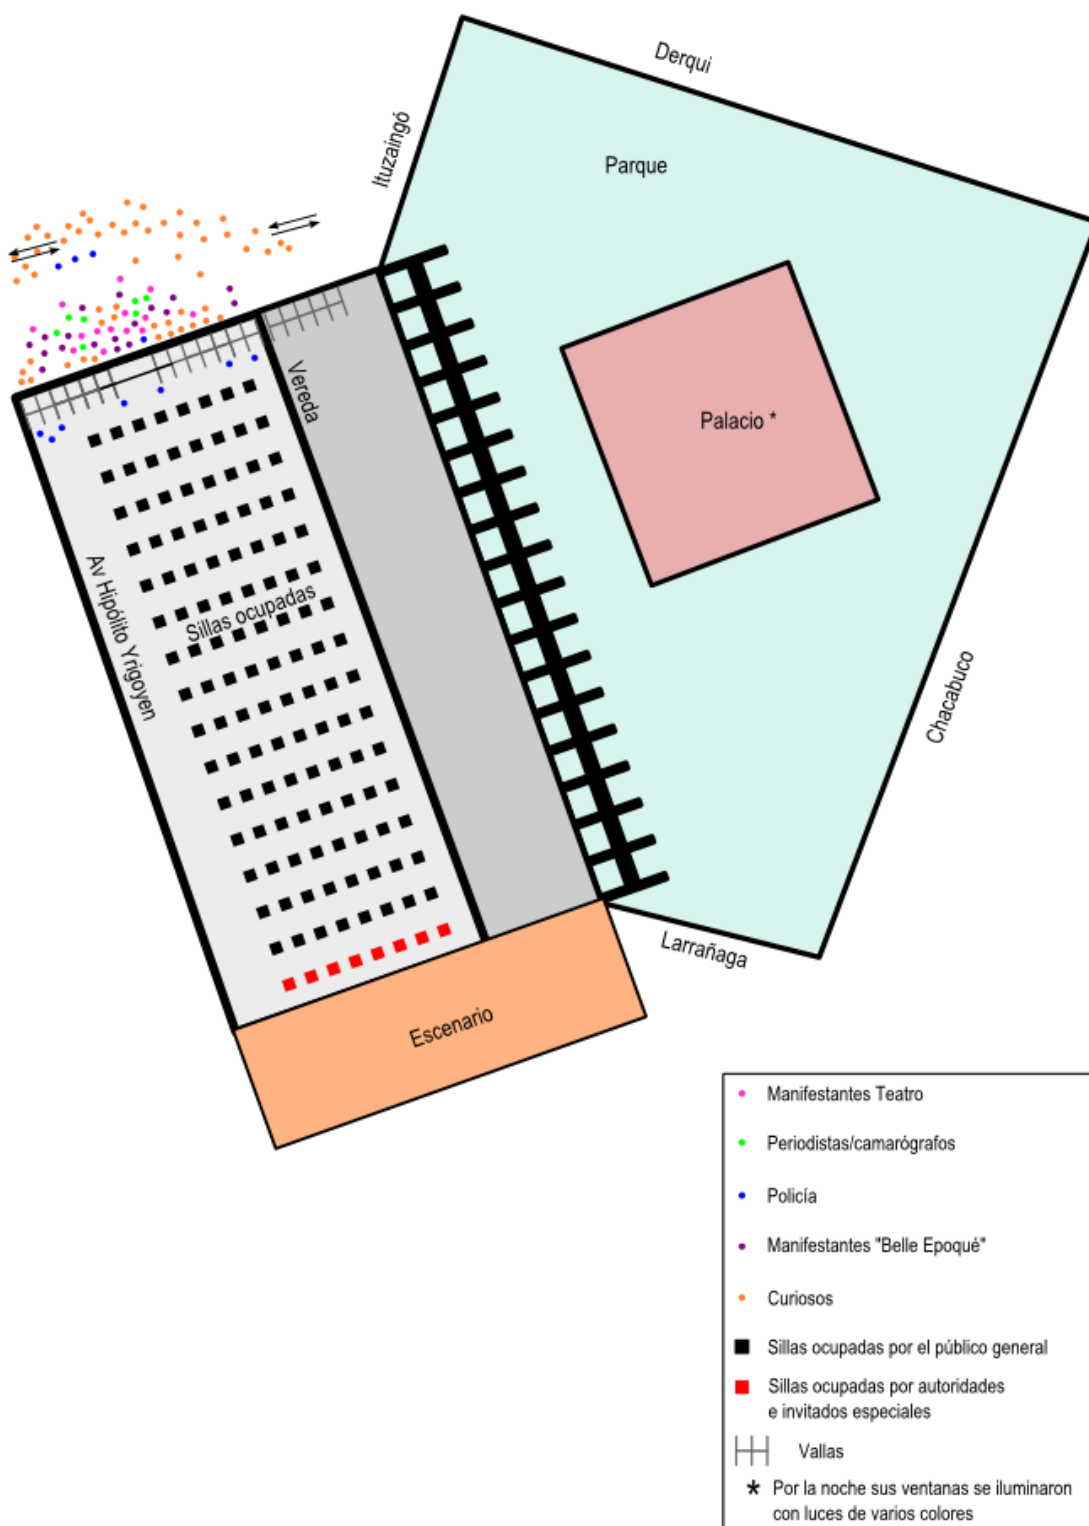 Derqui
Ituzaingó
Parque
Palacio *
Vereda
Av Hipólito Yrigoyen
Sillas ocupadas
Chacabuco
Larrañaga
Escenario
Manifestantes Teatro
Periodistas/camarógrafos
Policía
Manifestantes "Belle Epoqué"
Curiosos
Sillas ocupadas por el público general
Sillas ocupadas por autoridades
e invitados especiales
Vallas
* Por la noche sus ventanas se iluminaron
con luces de varios colores